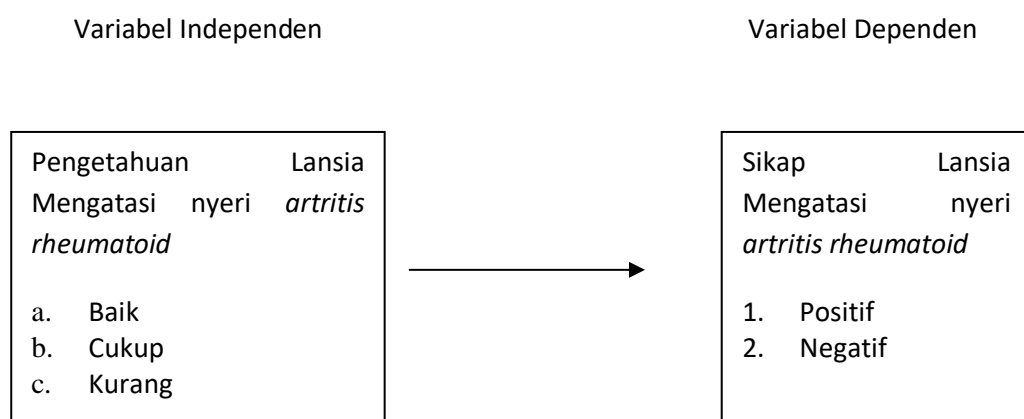 Variabel Independen
Variabel Dependen
Pengetahuan Lansia
Mengatasi nyeri artritis
rheumatoid
a. Baik
b. Cukup
c. Kurang
Sikap Lansia
Mengatasi nyeri
artritis rheumatoid
1. Positif
2. Negatif